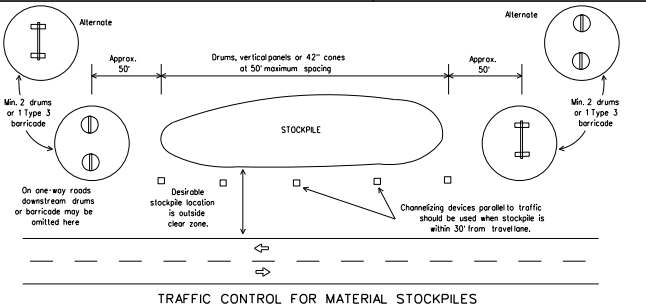 Alternate
Alternate
Approx.
50'
Drums, vertical panels or 42" cones
at 50' maximum spacing
Approx.
50'
Min. 2 drums
or 1 Type 3
barricade
Min. 2 drums
or 1 Type 3
barricade
STOCKPILE
On one-way roads
downstream drums
or barricade may be
omitted here
Desirable
stockpile location
is outside
clear zone.
Channelizing devices parallel to traffic
should be used when stockpile is
within 30' from travel lane.
TRAFFIC CONTROL FOR MATERIAL STOCKPILES